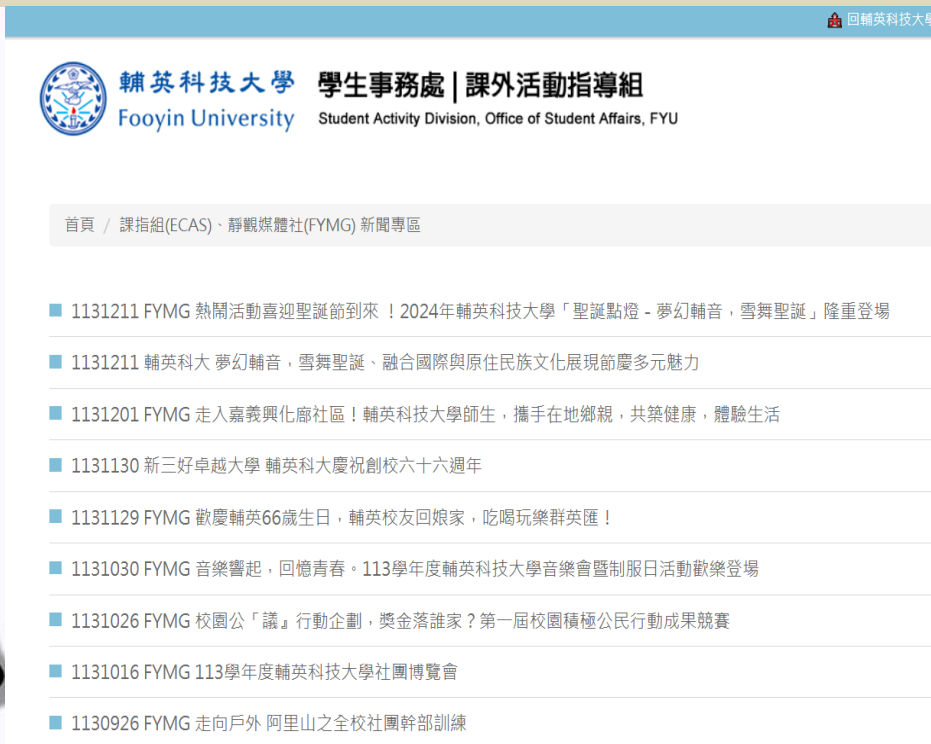 回輔英科技大學
輔英科技大學
Fooyin University
學生事務處 | 課外活動指導組
Student Activity Division, Office of Student Affairs, FYU
首頁 / 課指組(ECAS)、靜觀媒體社(FYMG) 新聞專區
1131211 FYMG 熱鬧活動喜迎聖誕節到來 ！2024年輔英科技大學「聖誕點燈 - 夢幻輔音，雪舞聖誕」隆重登場
1131211 輔英科大 夢幻輔音，雪舞聖誕、融合國際與原住民族文化展現節慶多元魅力
1131201 FYMG 走入嘉義興化廍社區！輔英科技大學師生，攜手在地鄉親，共築健康，體驗生活
1131130 新三好卓越大學 輔英科大慶祝創校六十六週年
1131129 FYMG 歡慶輔英66歲生日，輔英校友回娘家，吃喝玩樂群英匯！
1131030 FYMG 音樂響起，回憶青春。113學年度輔英科技大學音樂會暨制服日活動歡樂登場
1131026 FYMG 校園公「議』行動企劃，獎金落誰家？第一屆校園積極公民行動成果競賽
1131016 FYMG 113學年度輔英科技大學社團博覽會
1130926 FYMG 走向戶外 阿里山之全校社團幹部訓練